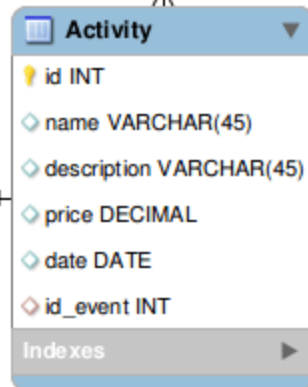 Activity
id INT
name VARCHAR(45)
description VARCHAR(45)
price DECIMAL
date DATE
id_event INT
Indexes